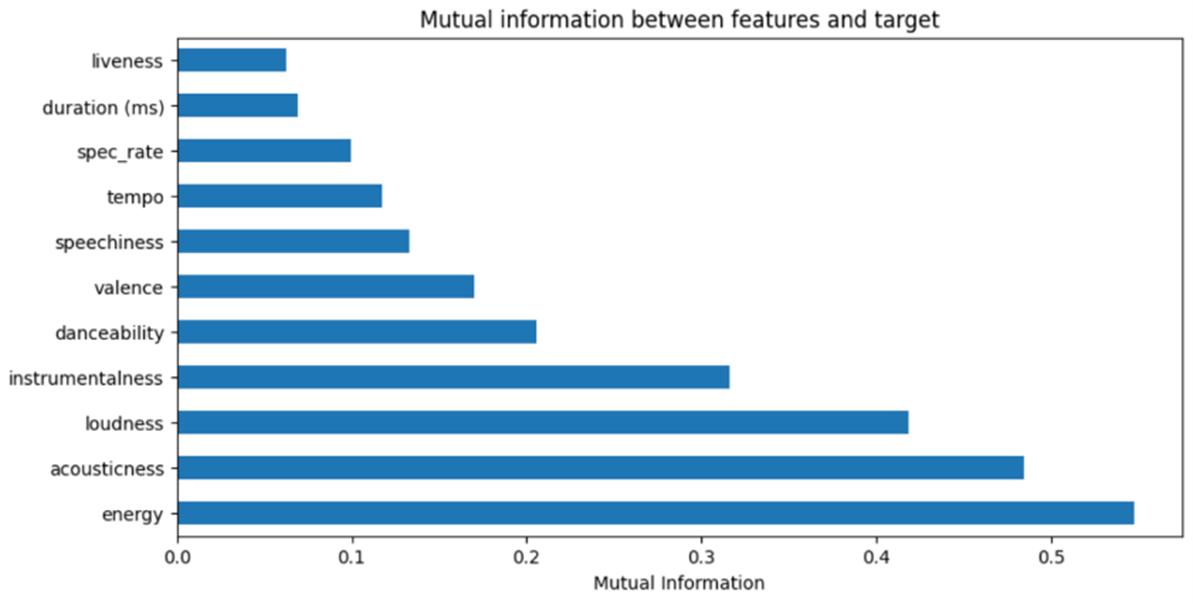 Mutual information between features and target
liveness
duration (ms)
spec_rate
tempo
speechiness
valence
danceability
instrumentalness
loudness
acousticness
energy
0.0 0.1 0.2 0.3 0.4 0.5
Mutual Information